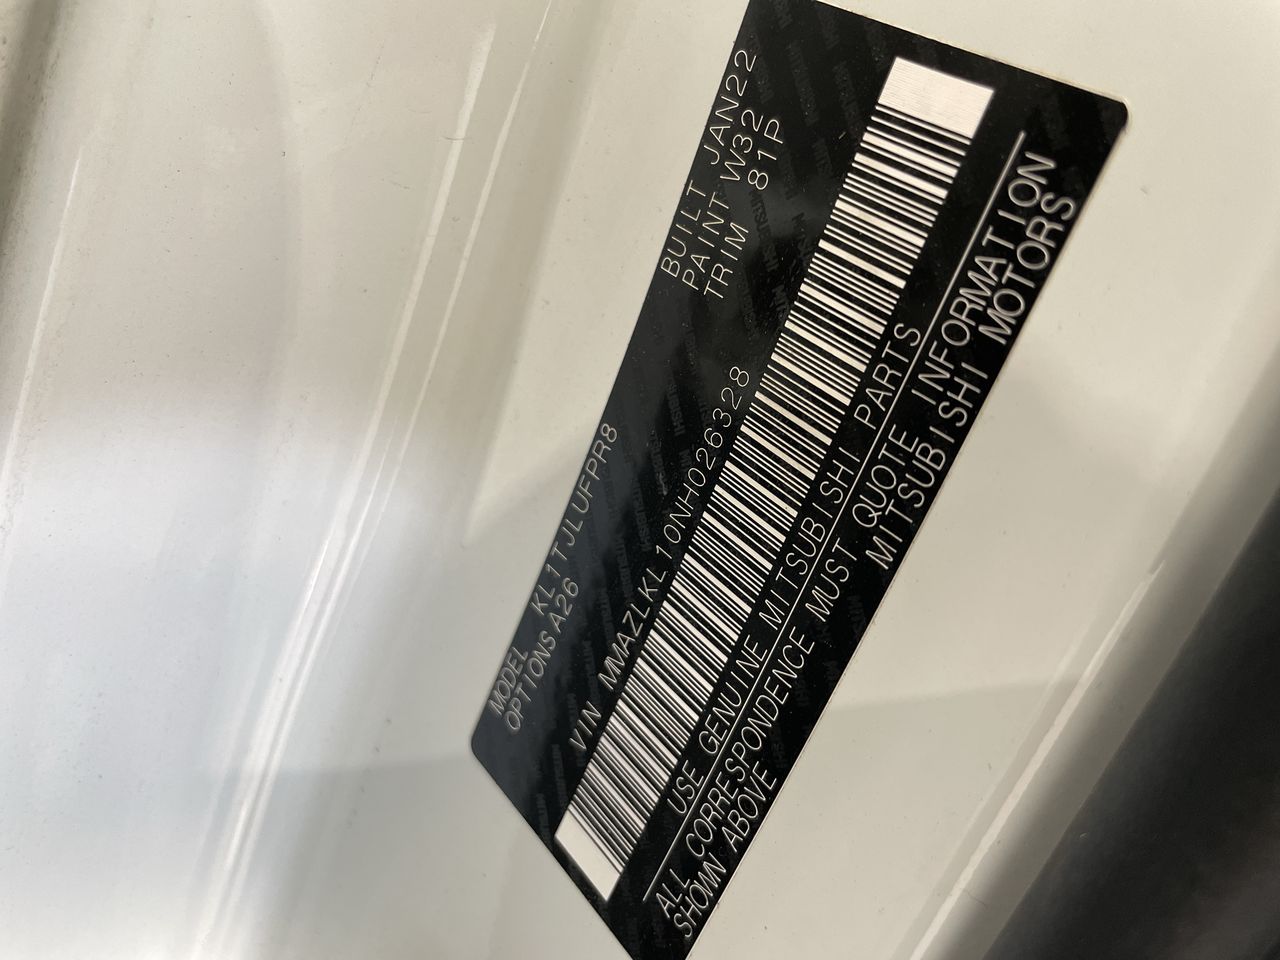 MODEL KL1TJLUFPR8 BUILT JAN22
OPTIONS A26 PAINT W32
TRIM 81P
VIN MMAZLKL10NH026328
USE GENUINE MITSUBISHI PARTS
ALL CORRESPONDENCE MUST QUOTE INFORMATION
SHOWN ABOVE MITSUBISHI MOTORS